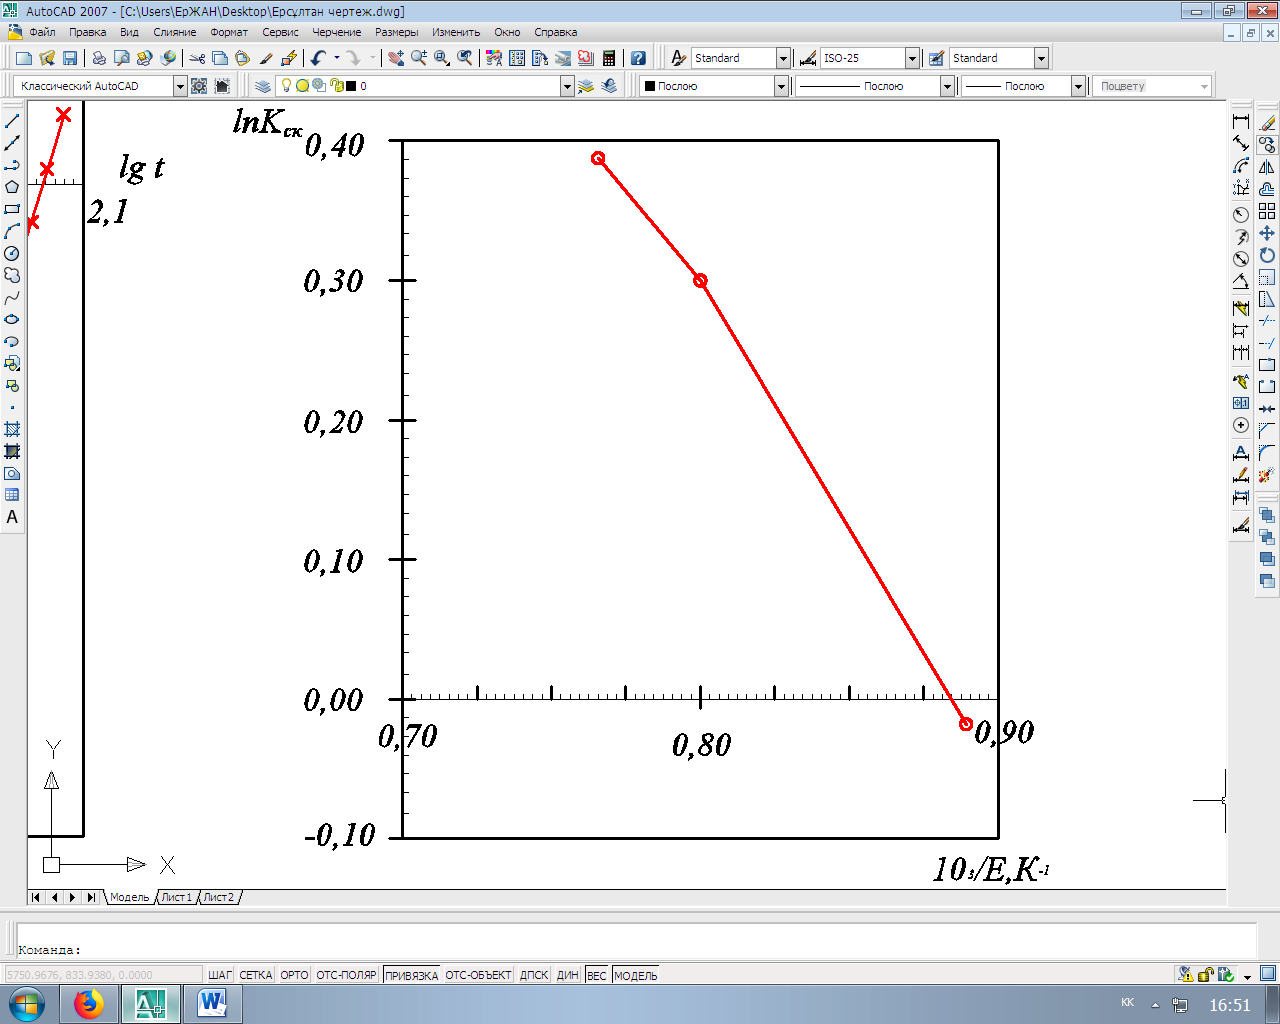 AutoCAD 2007 - [C:\Users\ЕрЖАН\Desktop\Ерсұлтан чертеж.dwg]
Файл Правка Вид Слияние Формат Сервис Черчение Размеры Изменить Окно Справка
Standard ISO-25 Standard
Классический AutoCAD 0 Послою Послою Послою Поцвету
lnKск
0,40
lg t
2,1
0,30
0,20
0,10
0,00
0,70
0,80
0,90
-0,10
Y
X
10₃/E,K-1
A
Модель Лист1 Лист2
Команда:
5750.9676, 833.9380, 0.0000 ШАГ СЕТКА ОРТО ОТС-ПОЛЯР ПРИВЯЗКА ОТС-ОБЪЕКТ ДПСК ДИН ВЕС МОДЕЛЬ
KK 16:51